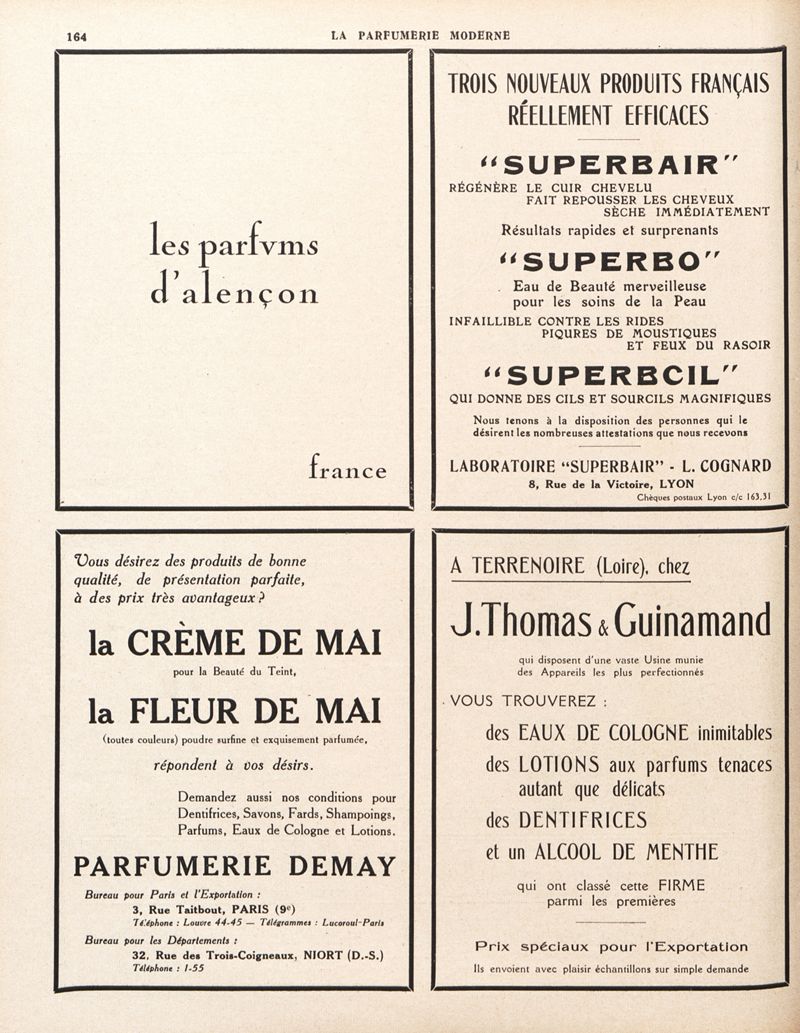 164
LA PARFUMERIE MODERNE
les parfvms
d'alençon
france
TROIS NOUVEAUX PRODUITS FRANÇAIS
RÉELLEMENT EFFICACES
"SUPERBAIR"
RÉGÉNÈRE LE CUIR CHEVELU
FAIT REPOUSSER LES CHEVEUX
SÈCHE IMMÉDIATEMENT
Résultats rapides et surprenants
"SUPERBO"
Eau de Beauté merveilleuse
pour les soins de la Peau
INFAILLIBLE CONTRE LES RIDES
PIQURES DE MOUSTIQUES
ET FEUX DU RASOIR
"SUPERBCIL"
QUI DONNE DES CILS ET SOURCILS MAGNIFIQUES
Nous tenons à la disposition des personnes qui le
désirent les nombreuses attestations que nous recevons
LABORATOIRE "SUPERBAIR" - L. COGNARD
8, Rue de la Victoire, LYON
Chèques postaux Lyon c/c 163.31
Vous désirez des produits de bonne
qualité, de présentation parfaite,
à des prix très avantageux ?
la CRÈME DE MAI
pour la Beauté du Teint,
la FLEUR DE MAI
(toutes couleurs) poudre surfine et exquisement parfumée,
répondent à vos désirs.
Demandez aussi nos conditions pour
Dentifrices, Savons, Fards, Shampoings,
Parfums, Eaux de Cologne et Lotions.
PARFUMERIE DEMAY
Bureau pour Paris et l'Exportation :
3, Rue Taitbout, PARIS (9e)
Téléphone : Louvre 44-45 — Télégrammes : Lucoroul-Paris
Bureau pour les Départements :
32, Rue des Trois-Coigneaux, NIORT (D.-S.)
Téléphone : 1-55
A TERRENOIRE (Loire), chez
J. Thomas & Guinamand
qui disposent d'une vaste Usine munie
des Appareils les plus perfectionnés
VOUS TROUVEREZ :
des EAUX DE COLOGNE inimitables
des LOTIONS aux parfums tenaces
autant que délicats
des DENTIFRICES
et un ALCOOL DE MENTHE
qui ont classé cette FIRME
parmi les premières
Prix spéciaux pour l'Exportation
Ils envoient avec plaisir échantillons sur simple demande